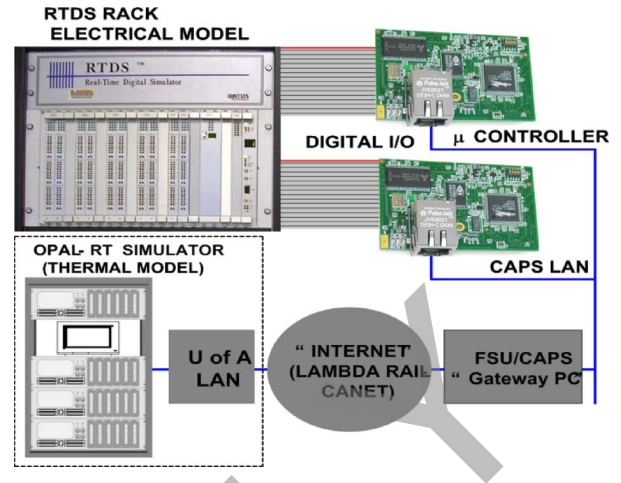 RTDS RACK
ELECTRICAL MODEL
RTDS ™
Real-Time Digital Simulator
DIGITAL I/O
μ CONTROLLER
CAPS LAN
OPAL-RT SIMULATOR
(THERMAL MODEL)
U of A
LAN
“ INTERNET
(LAMBDA RAIL
CANET)
FSU/CAPS
“ Gateway PC